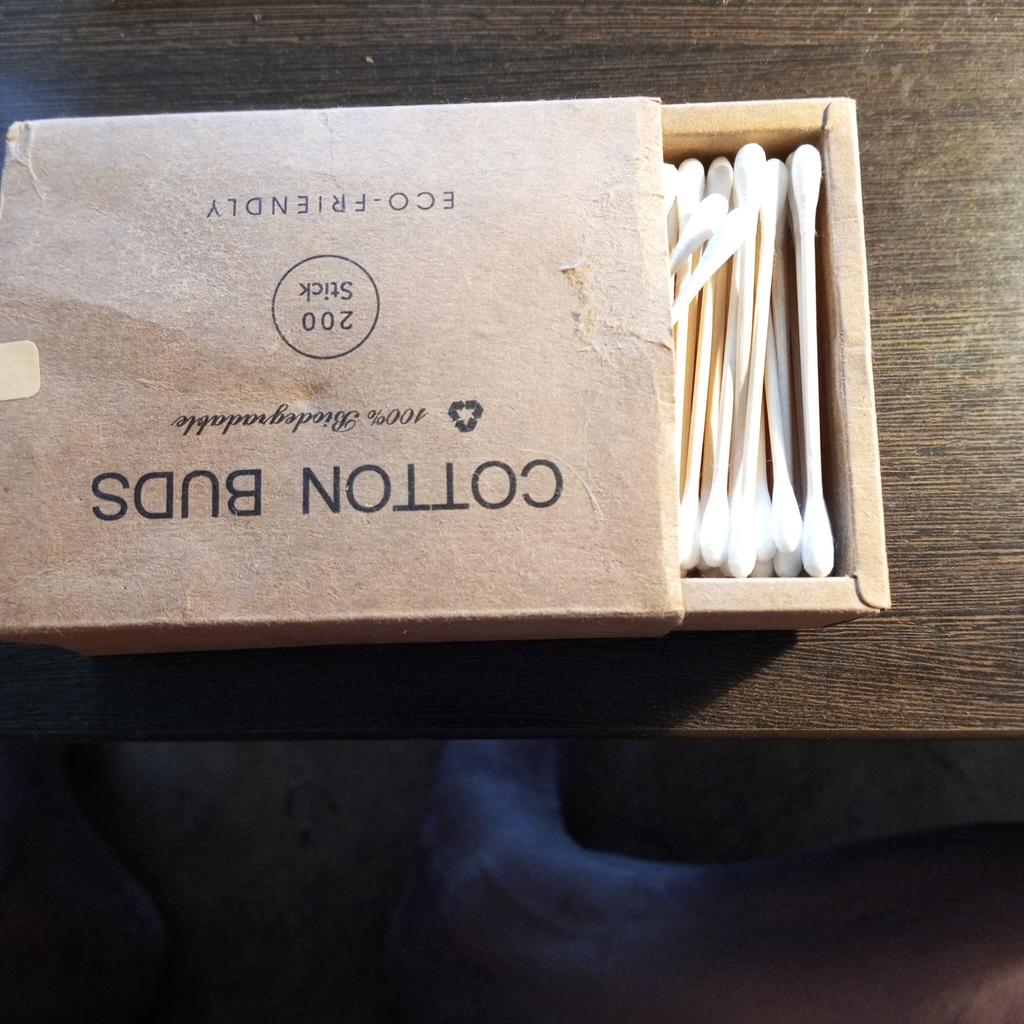 COTTON BUDS
100% Biodegradable
200
Stick
ECO-FRIENDLY